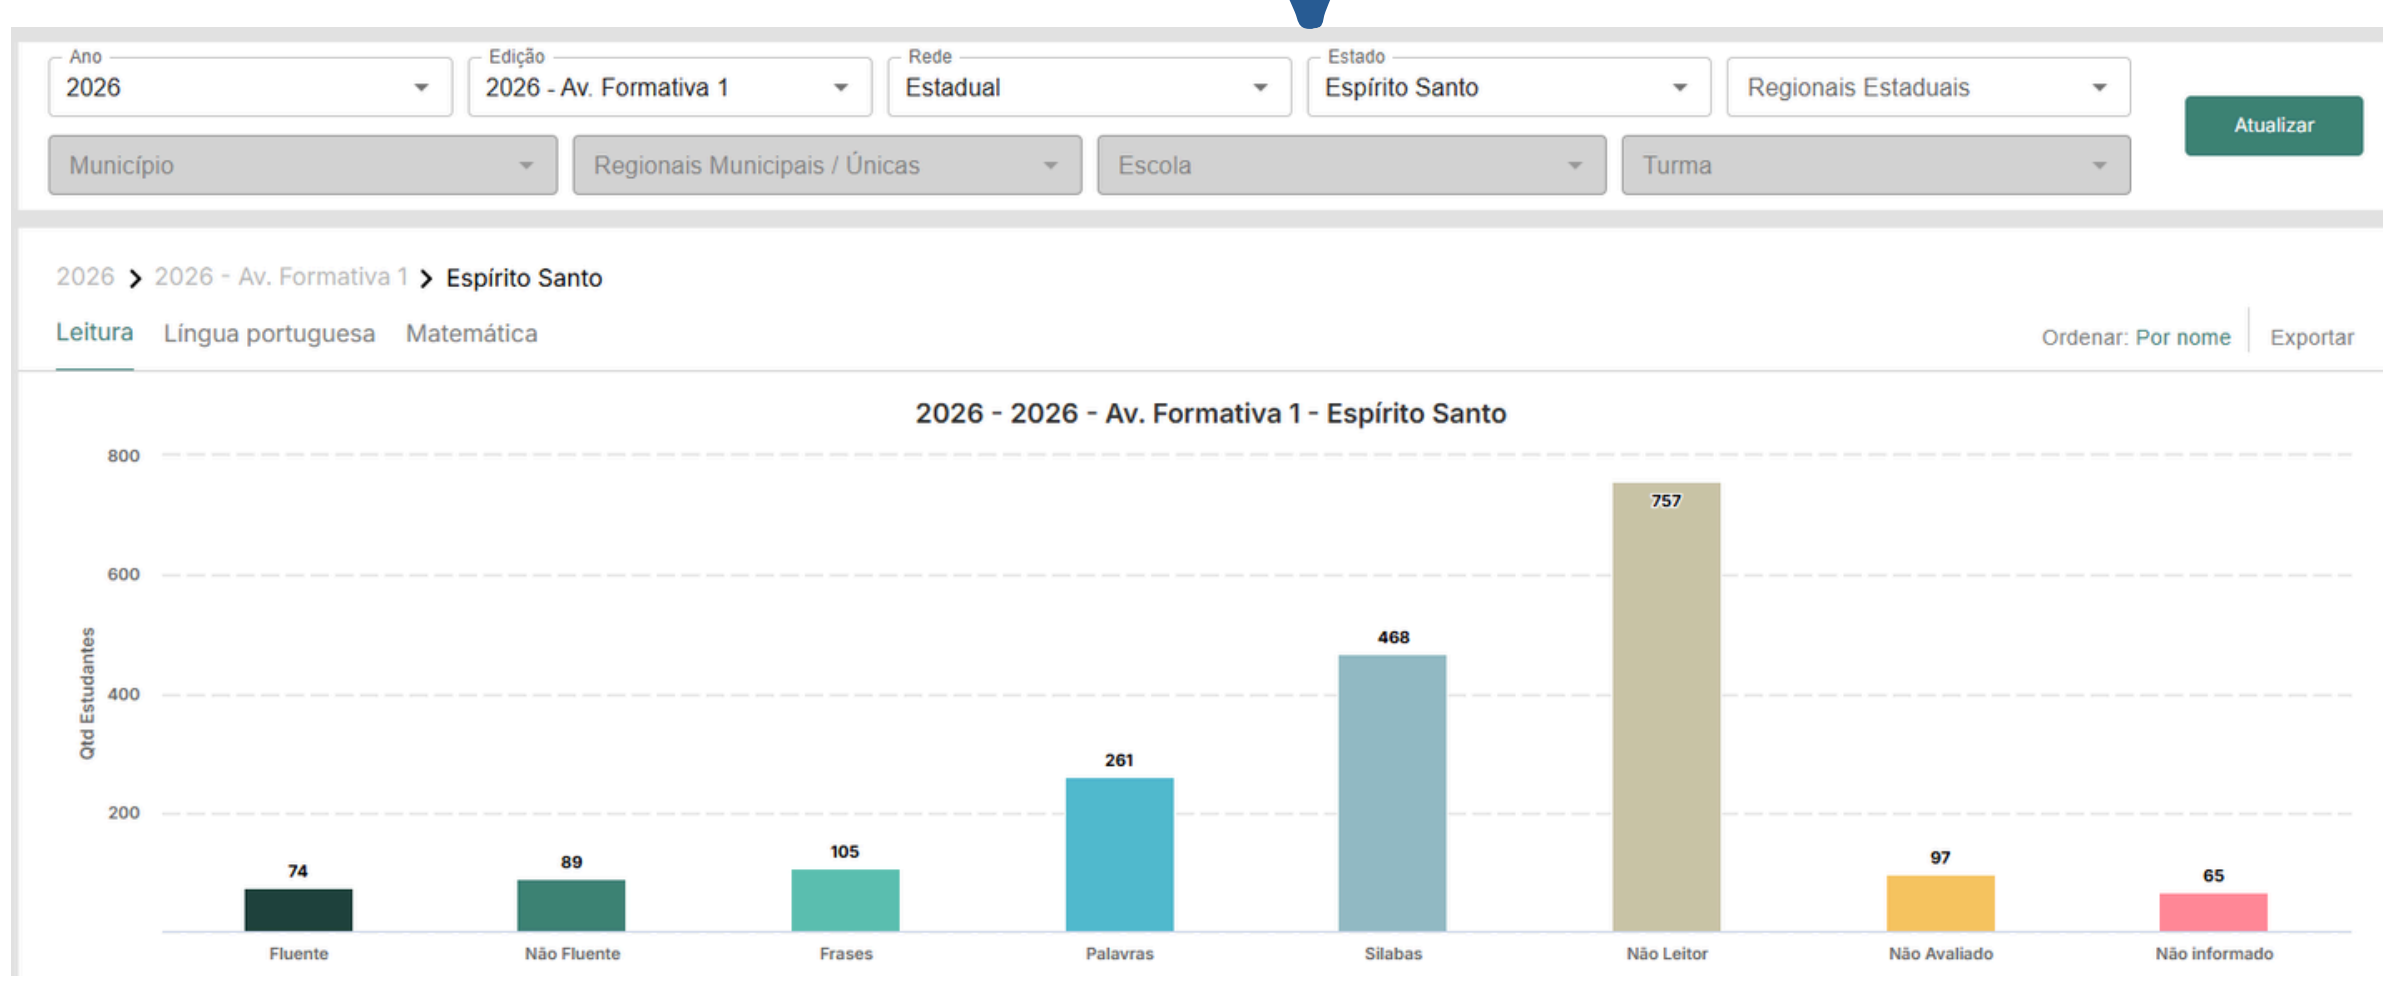 Ano
2026
Edição
2026 - Av. Formativa 1
Rede
Estadual
Estado
Espírito Santo
Regionais Estaduais
Atualizar
Município
Regionais Municipais / Únicas
Escola
Turma
2026 > 2026 - Av. Formativa 1 > Espírito Santo
Leitura Língua portuguesa Matemática
Ordenar: Por nome Exportar
2026 - 2026 - Av. Formativa 1 - Espírito Santo
Qtd Estudantes
800
600
400
200
74
89
105
261
468
757
97
65
Fluente
Não Fluente
Frases
Palavras
Sílabas
Não Leitor
Não Avaliado
Não informado